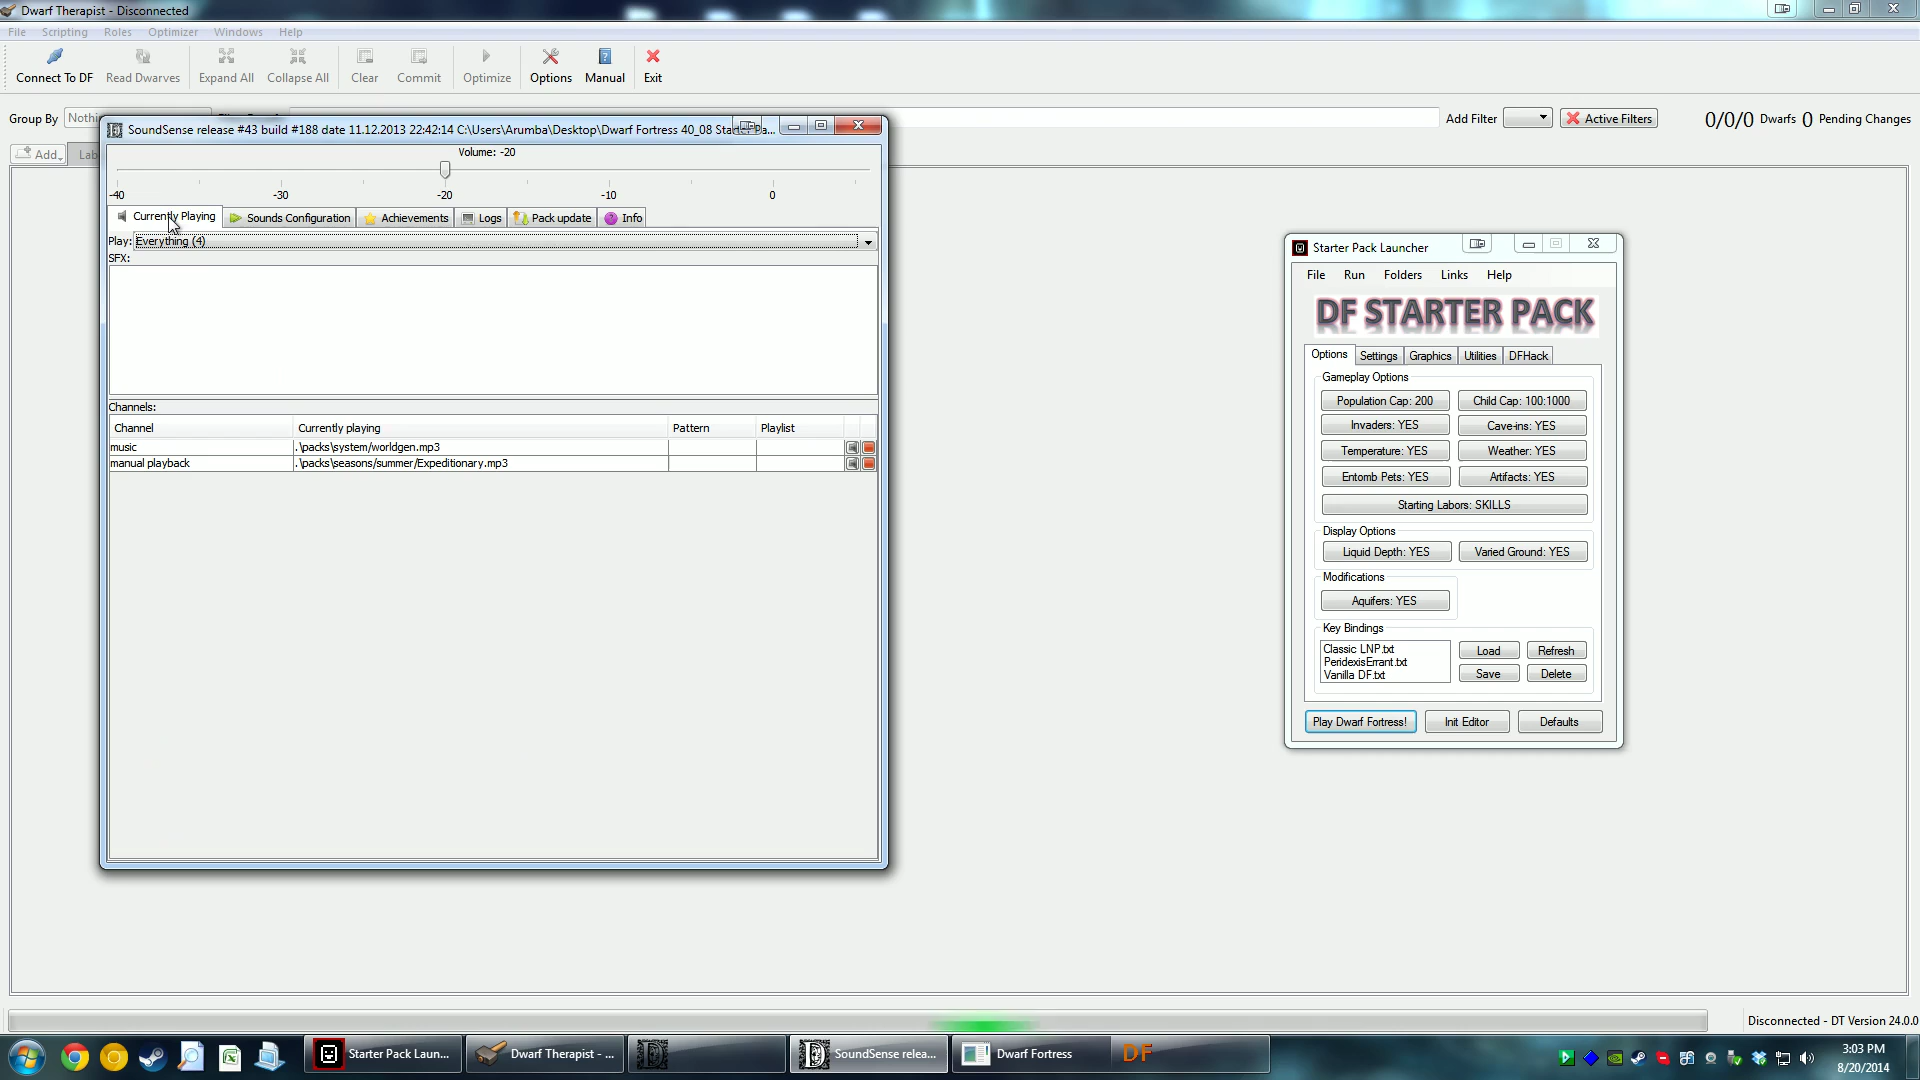 Dwarf Therapist - Disconnected
File Scripting Roles Optimizer Windows Help
Connect To DF Read Dwarves Expand All Collapse All Clear Commit Optimize Options Manual Exit
Group By Add Filter Active Filters 0/0/0 Dwarfs 0 Pending Changes
Add
SoundSense release #43 build #188 date 11.12.2013 22:42:14 C:\Users\Arumba\Desktop\Dwarf Fortress 40_08
Volume: -20
-40 -30 -20 -10 0
Currently Playing Sounds Configuration Achievements Logs Pack update Info
Play: Everything (4)
SFX:
Channels:
Channel Currently playing Pattern Playlist
music .\packs\system/worldgen.mp3
manual playback .\packs\seasons/summer/Expeditionary.mp3
Starter Pack Launcher
File Run Folders Links Help
DF STARTER PACK
Options Settings Graphics Utilities DFHack
Gameplay Options
Population Cap: 200 Child Cap: 100:1000
Invaders: YES Cave-ins: YES
Temperature: YES Weather: YES
Entomb Pets: YES Artifacts: YES
Starting Labors: SKILLS
Display Options
Liquid Depth: YES Varied Ground: YES
Modifications
Aquifers: YES
Key Bindings
Classic LNP.txt
PeridexisErrant.txt
Vanilla DF.txt
Load Refresh
Save Delete
Play Dwarf Fortress! Init Editor Defaults
Disconnected - DT Version 24.0.0
Starter Pack Laun... Dwarf Therapist - ... SoundSense relea... Dwarf Fortress DF
3:03 PM
8/20/2014